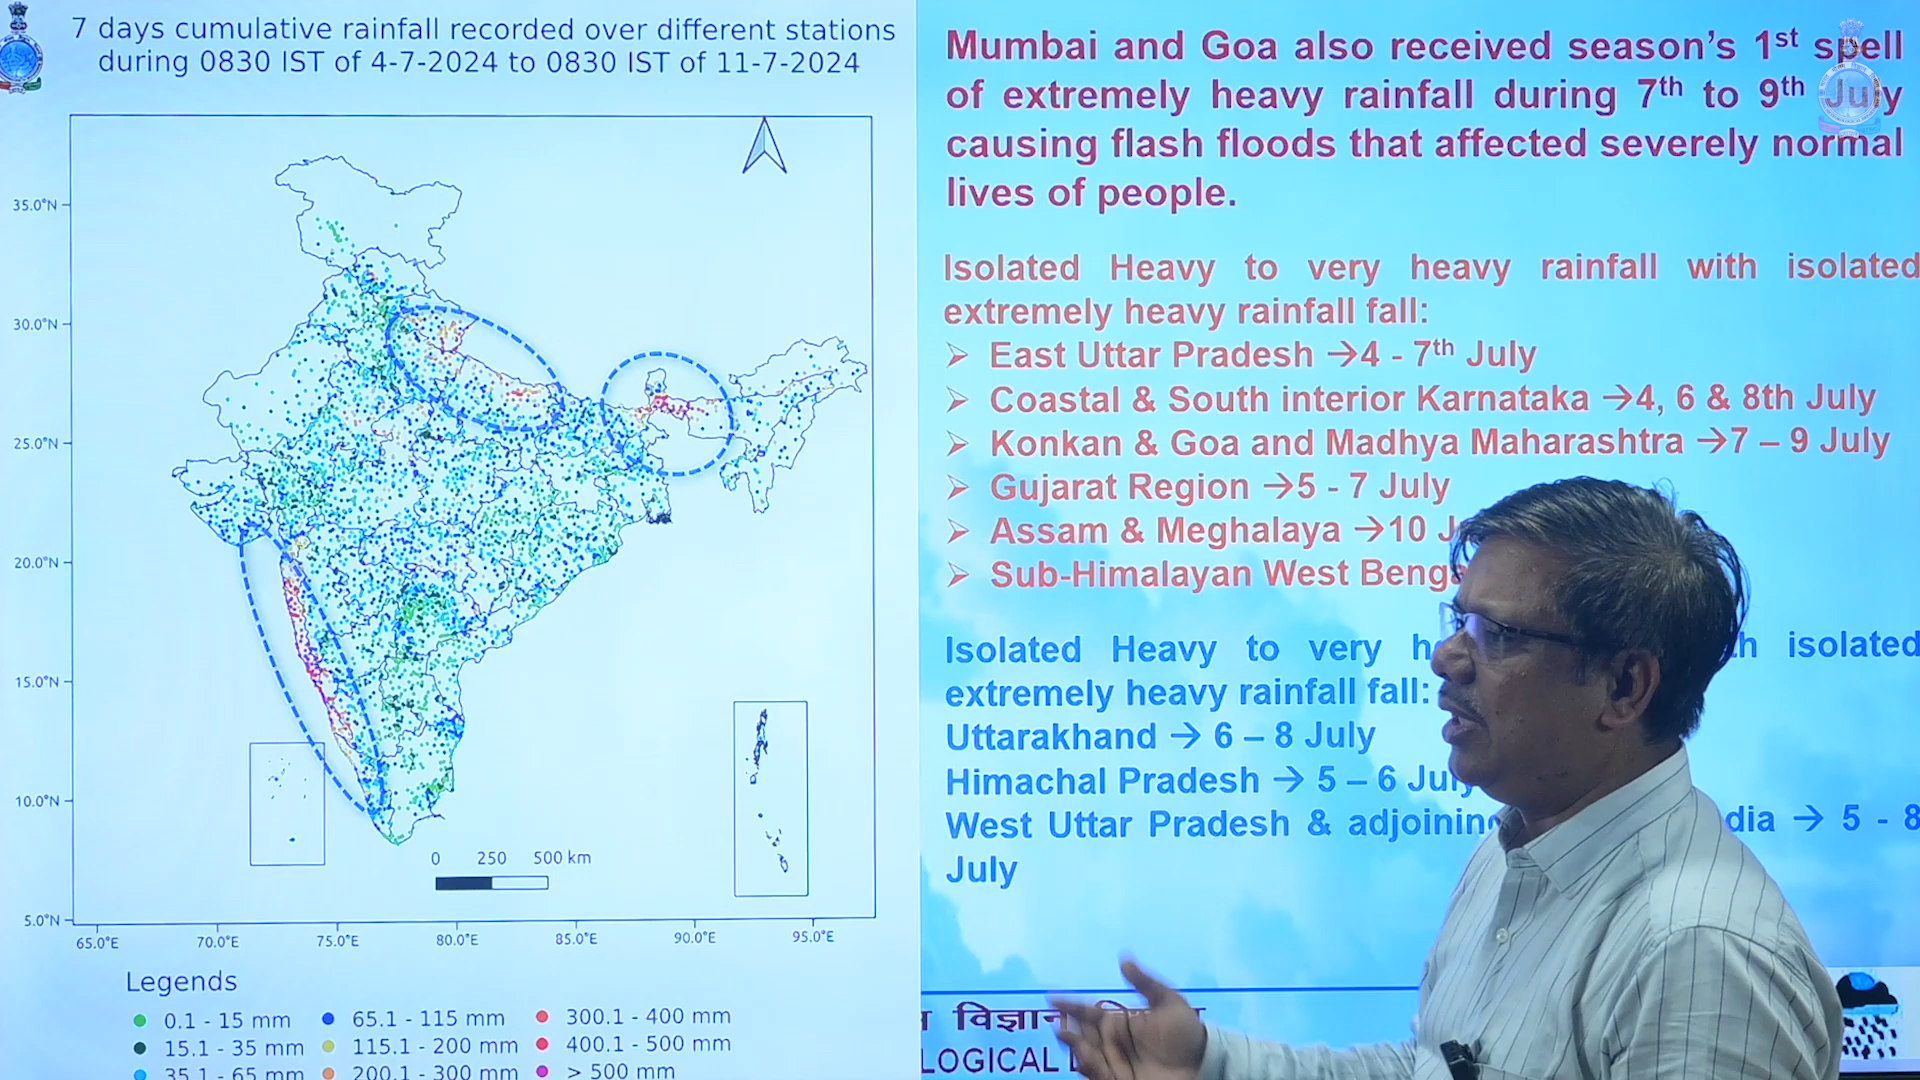 7 days cumulative rainfall recorded over different stations
during 0830 IST of 4-7-2024 to 0830 IST of 11-7-2024
35.0°N
30.0°N
25.0°N
20.0°N
15.0°N
10.0°N
5.0°N
65.0°E
70.0°E
75.0°E
80.0°E
85.0°E
90.0°E
95.0°E
0 250 500 km
Legends
0.1 - 15 mm
15.1 - 35 mm
35.1 - 65 mm
65.1 - 115 mm
115.1 - 200 mm
200.1 - 300 mm
300.1 - 400 mm
400.1 - 500 mm
> 500 mm
Mumbai and Goa also received season’s 1st spell
of extremely heavy rainfall during 7th to 9th July
causing flash floods that affected severely normal
lives of people.
Isolated Heavy to very heavy rainfall with isolated
extremely heavy rainfall fall:
➢ East Uttar Pradesh →4 - 7th July
➢ Coastal & South interior Karnataka →4, 6 & 8th July
➢ Konkan & Goa and Madhya Maharashtra →7 – 9 July
➢ Gujarat Region →5 - 7 July
➢ Assam & Meghalaya →10
➢ Sub-Himalayan West
Isolated Heavy to very isolated
extremely heavy rainfall fall:
Uttarakhand → 6 – 8 July
Himachal Pradesh → 5 – 6 July
West Uttar Pradesh & → 5 - 8
July
विज्ञान